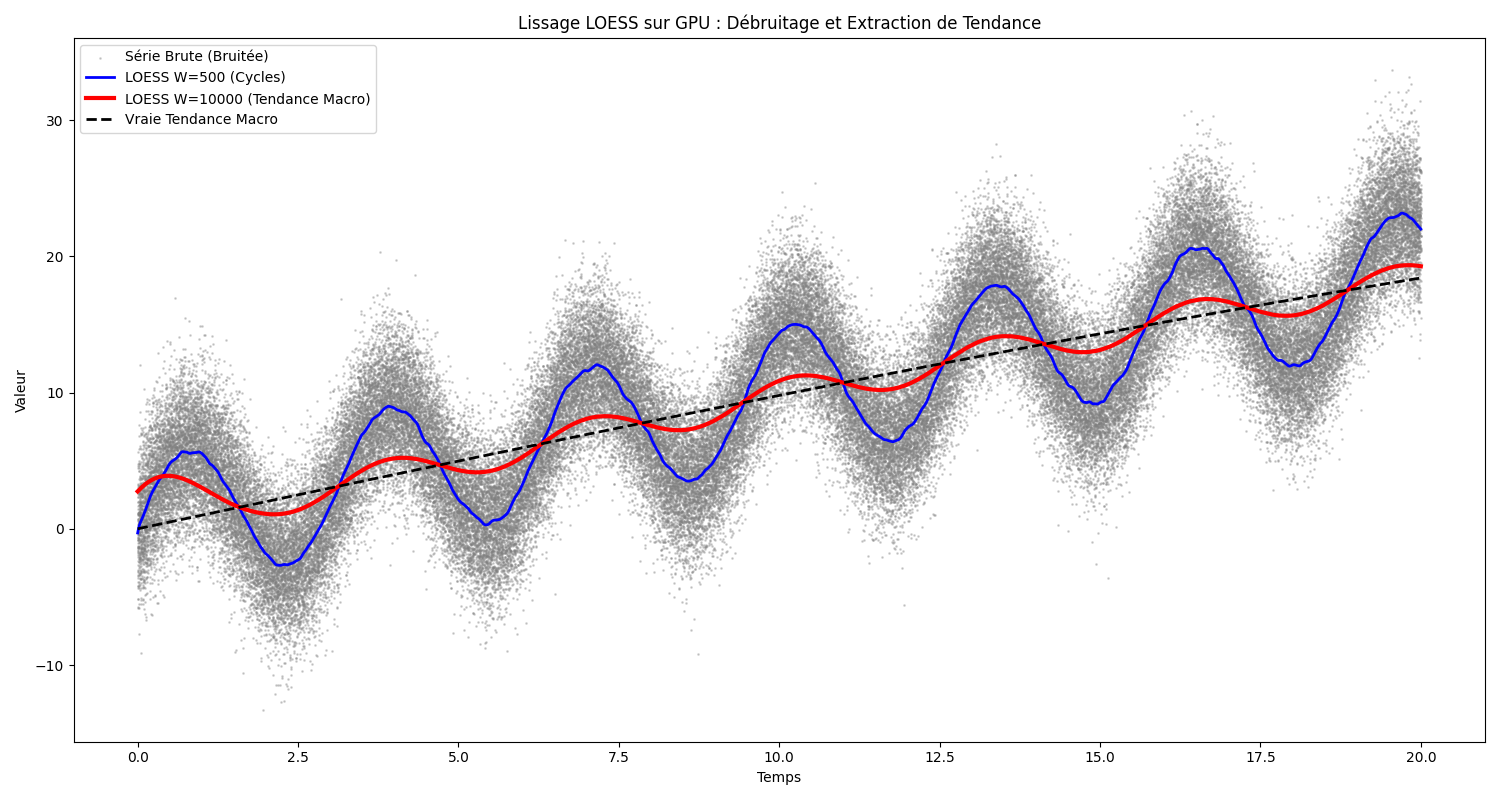 Lissage LOESS sur GPU : Débruitage et Extraction de Tendance
Série Brute (Bruitée)
LOESS W=500 (Cycles)
LOESS W=10000 (Tendance Macro)
Vraie Tendance Macro
Valeur
30
20
10
0
−10
0.0
2.5
5.0
7.5
10.0
12.5
15.0
17.5
20.0
Temps